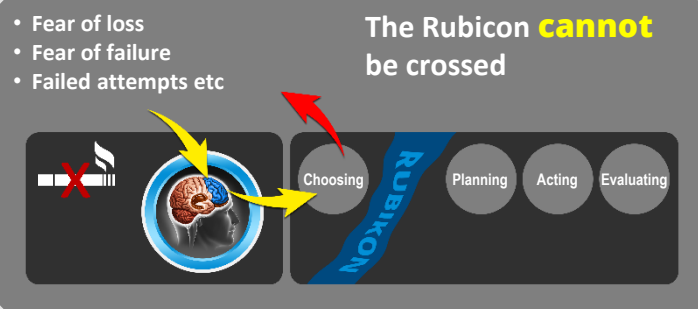 • Fear of loss
• Fear of failure
• Failed attempts etc
The Rubicon cannot
be crossed
Choosing
RUBIKON
Planning
Acting
Evaluating